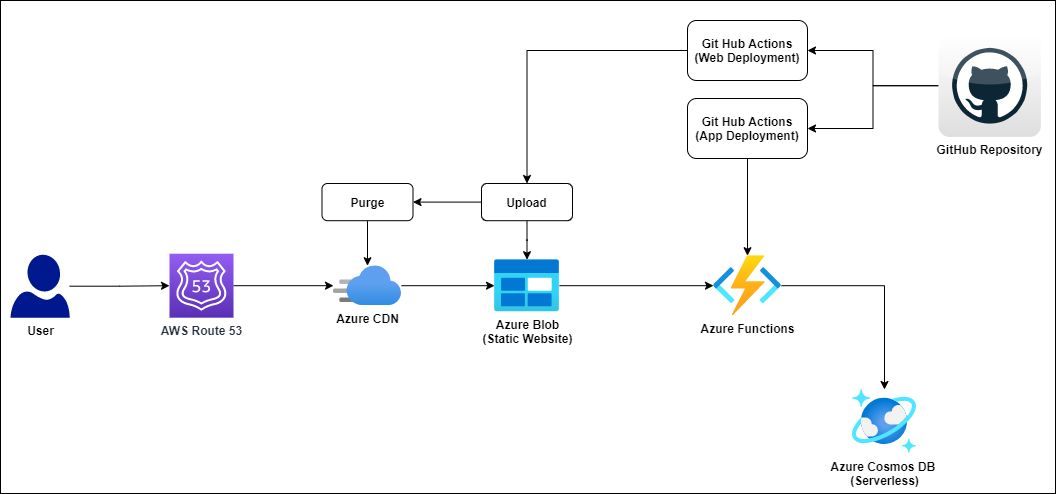 Git Hub Actions
(Web Deployment)
Git Hub Actions
(App Deployment)
GitHub Repository
Purge
Upload
53
User
AWS Route 53
Azure CDN
Azure Blob
(Static Website)
Azure Functions
Azure Cosmos DB
(Serverless)